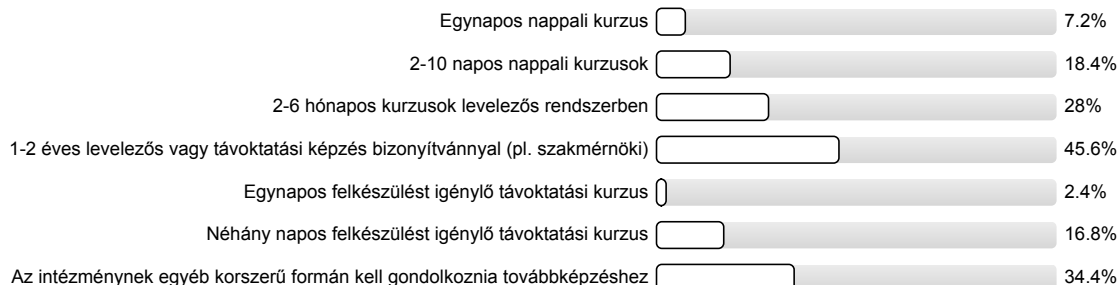 Egynapos nappali kurzus 7.2%
2-10 napos nappali kurzusok 18.4%
2-6 hónapos kurzusok levelezős rendszerben 28%
1-2 éves levelezős vagy távoktatási képzés bizonyítvánnyal (pl. szakmérnöki) 45.6%
Egynapos felkészülést igénylő távoktatási kurzus 2.4%
Néhány napos felkészülést igénylő távoktatási kurzus 16.8%
Az intézménynek egyéb korszerű formán kell gondolkoznia továbbképzéshez 34.4%